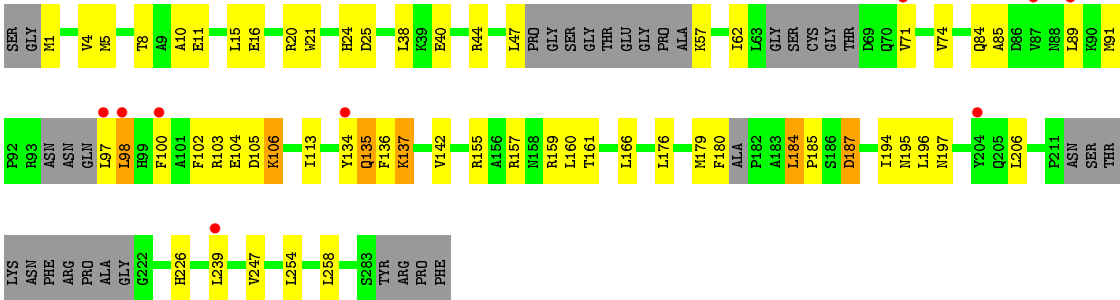 SER GLY M1 V4 M5 T8 A9 A10 E11 L15 E16 R20 W21 H24 D25 L38 K39 E40 R44 L47 PRO GLY SER GLY THR GLU GLY PRO ALA K57 I62 L63 GLY SER CYS GLY THR D69 Q70 V71 V74 Q84 A85 D86 V87 N88 L89 K90 M91
P92 R93 ASN ASN GLN L97 L98 H99 F100 A101 F102 R103 E104 D105 K106 I113 Y134 Q135 F136 K137 V142 R155 A156 R157 N158 R159 L160 T161 L166 L176 M179 F180 ALA P182 A183 L184 P185 S186 D187 I194 N195 L196 N197 Y204 Q205 L206 P211 ASN SER THR
LYS ASN PHE ARG PRO ALA GLY G222 H226 L239 V247 L254 L258 S283 TYR ARG PRO PHE